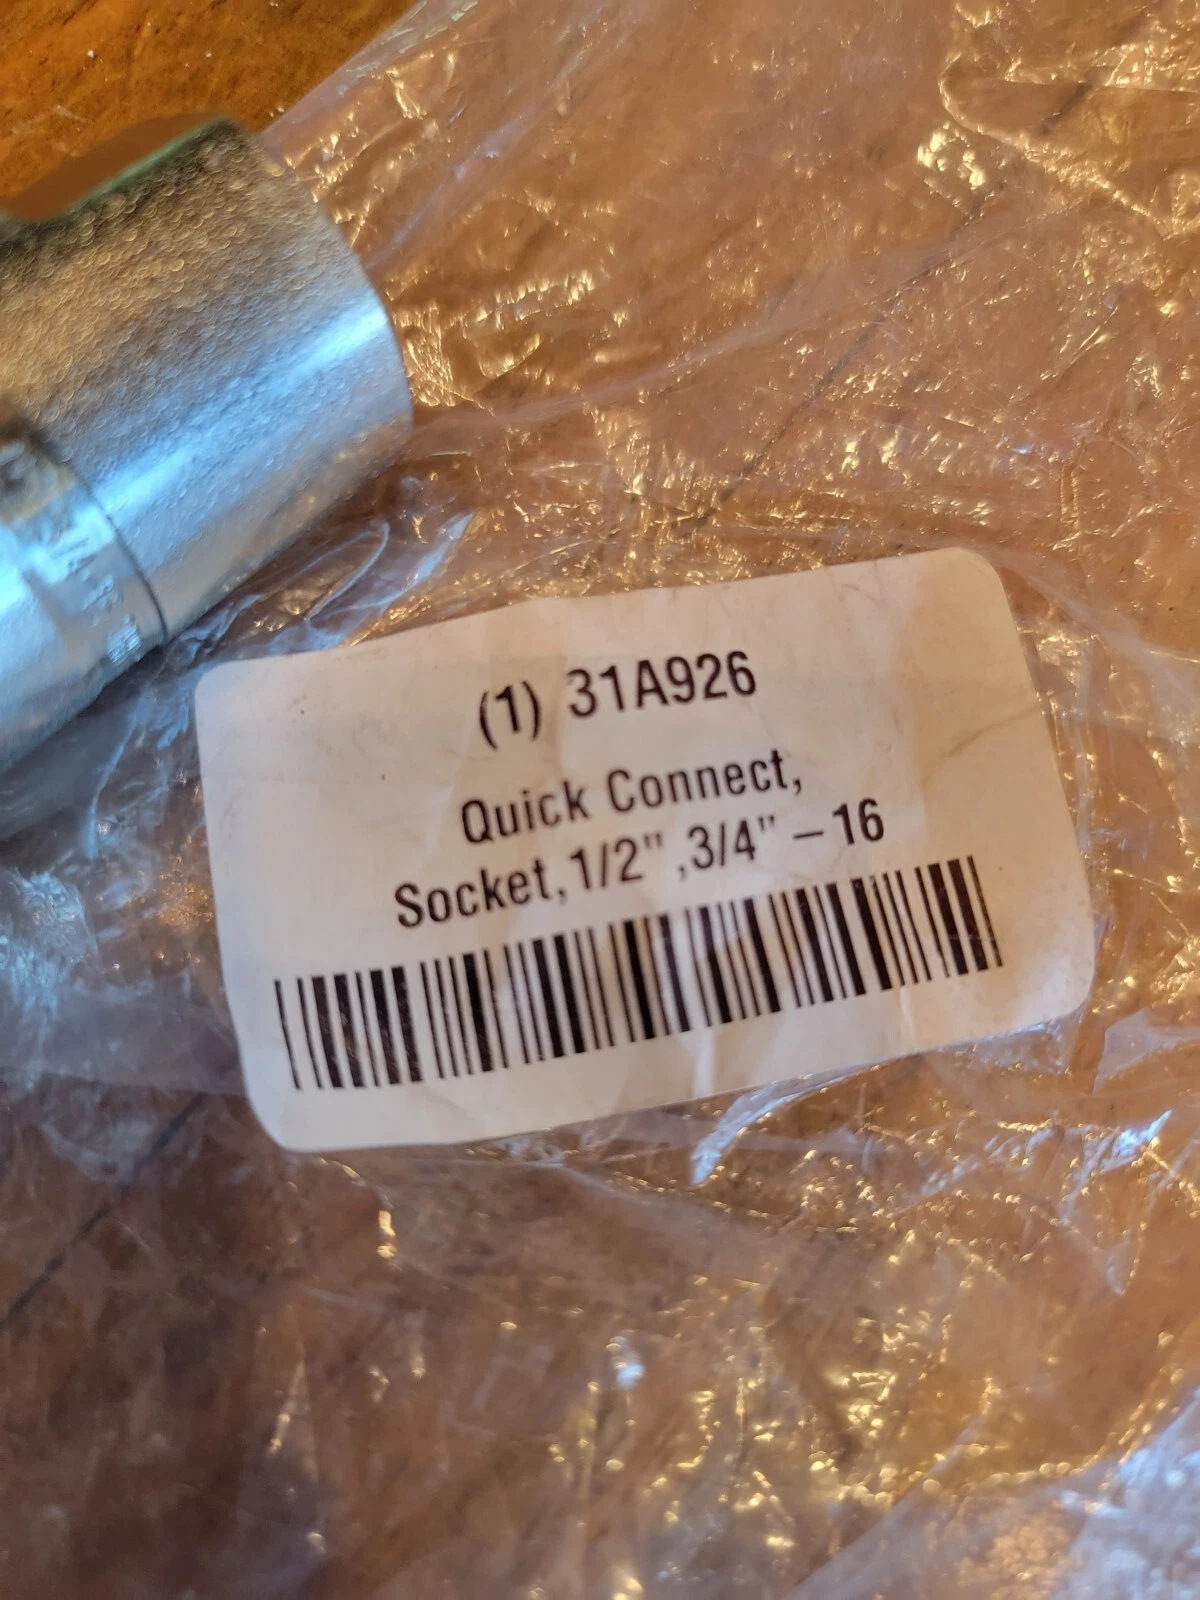 (1) 31A926
Quick Connect,
Socket, 1/2" ,3/4" – 16